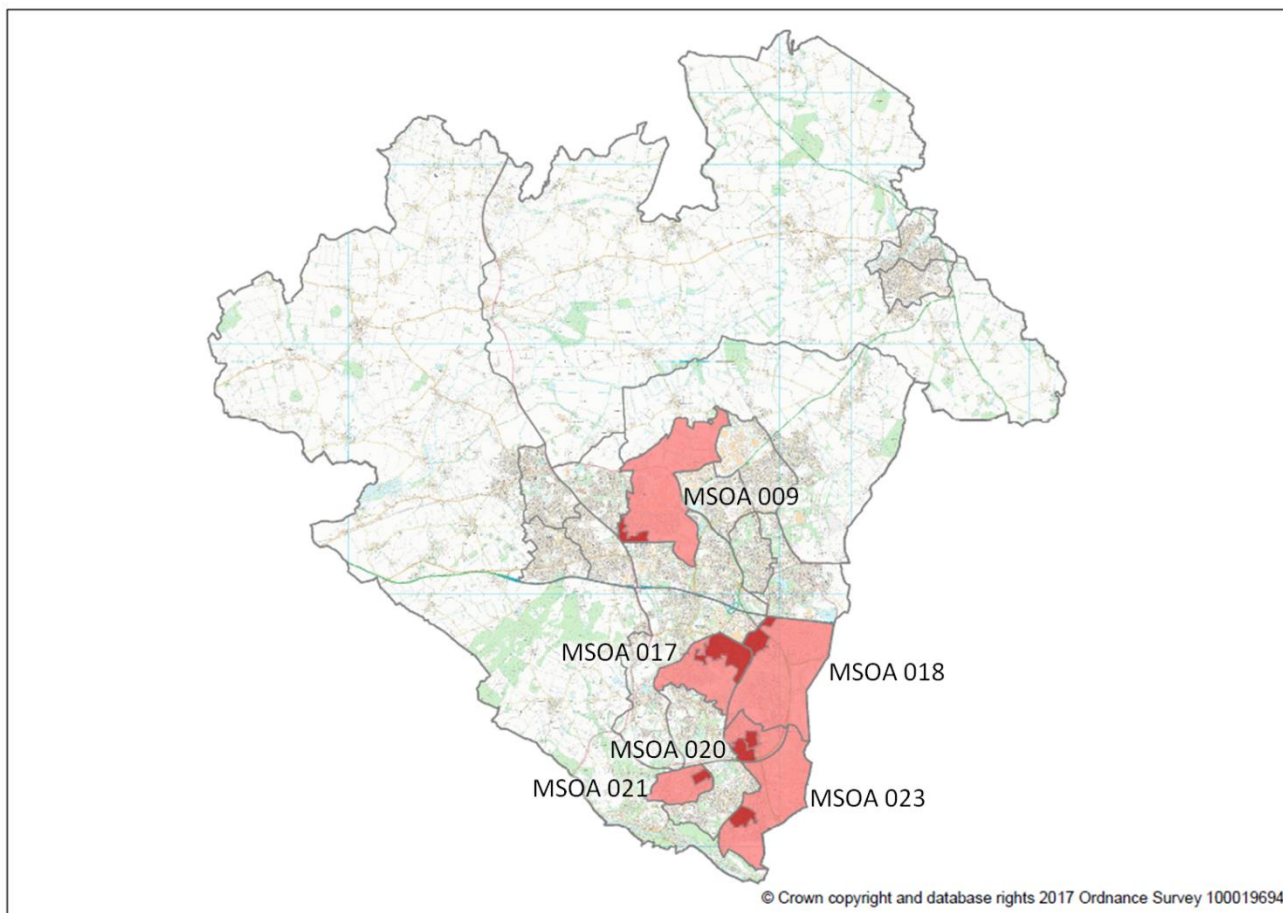 MSOA 009
MSOA 017
MSOA 018
MSOA 020
MSOA 021
MSOA 023
© Crown copyright and database rights 2017 Ordnance Survey 100019694